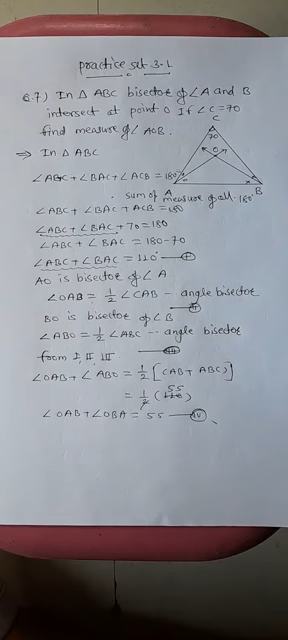 practice set 3.1
Q.7) In △ ABC bisector of ∠A and B
intersect at point O If ∠C = 70
find measure of ∠ AOB.
C
70
O
A
B
⇒ In △ ABC
∠ABC + ∠BAC + ∠ACB = 180
sum of measure of all. 180°
∠ABC + ∠BAC + ACB = 180
∠ABC + ∠BAC + 70 = 180
∠ABC + ∠BAC = 180 - 70
∠ABC + ∠BAC = 110 — I
AO is bisector of ∠ A
∠OAB = 1/2 ∠CAB -- angle bisector
— II
BO is bisector of ∠B
∠ABO = 1/2 ∠ABC -- angle bisector
— III
from I, II, III
∠OAB + ∠ABO = 1/2 [CAB + ABC]
= 1/2 (110) 55
∠OAB + ∠OBA = 55 — IV